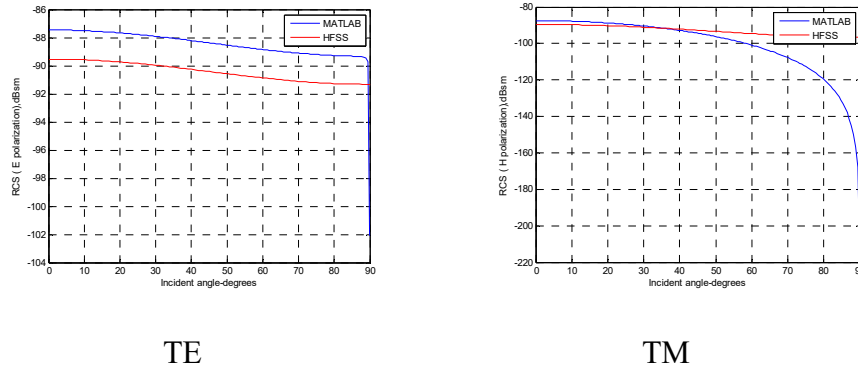 -86
-88
-90
-92
-94
-96
-98
-100
-102
-104
RCS ( E polarization),dBsm
MATLAB
HFSS
0 10 20 30 40 50 60 70 80 90
Incident angle-degrees
TE
-80
-100
-120
-140
-160
-180
-200
-220
RCS ( H polarization),dBsm
MATLAB
HFSS
0 10 20 30 40 50 60 70 80 90
Incident angle-degrees
TM